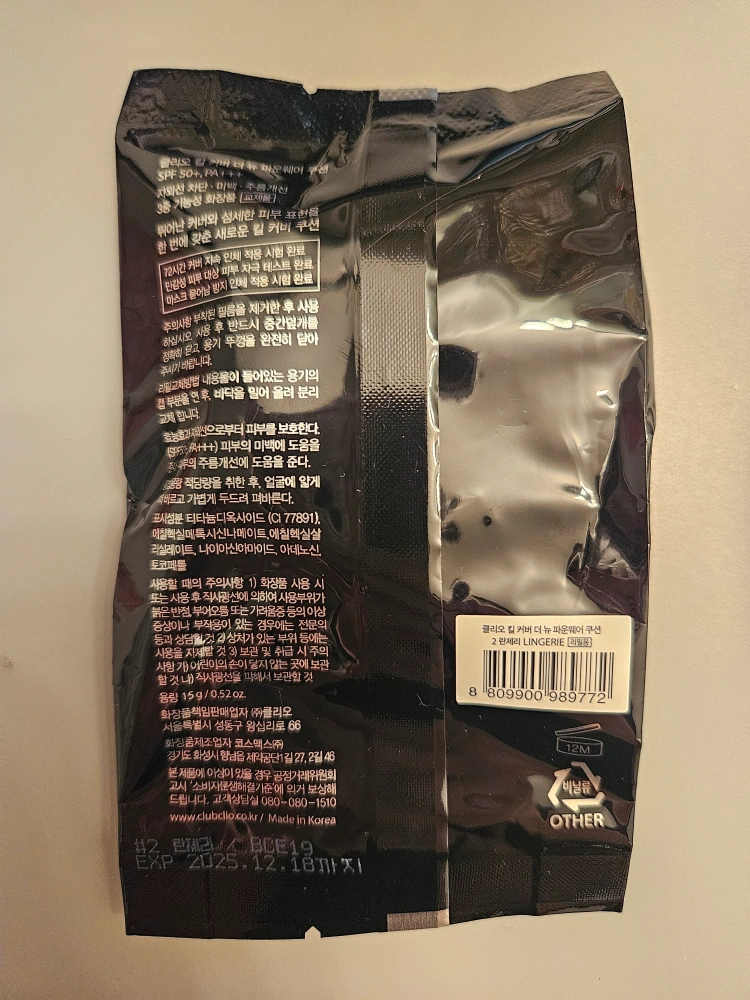 클리오 킬 커버 더 뉴 파운웨어 쿠션
SPF 50+, PA+++
자외선 차단 · 미백 · 주름개선
3중 기능성 화장품 교체품
뛰어난 커버와 섬세한 피부 표현을
한 번에 갖춘 새로운 킬 커버 쿠션
72시간 커버 지속 인체 적용 시험 완료
민감성 피부 대상 피부 자극 테스트 완료
마스크 묻어남 방지 인체 적용 시험 완료
주의사항 부착된 필름을 제거한 후 사용
하십시오. 사용 후 반드시 중간덮개를
정확히 닫고, 용기 뚜껑을 완전히 닫아
주시기 바랍니다.
리필교체방법 내용물이 들어있는 용기의
캡 부분을 연 후, 바닥을 밀어 올려 분리
교체 합니다.
효능효과 자외선으로부터 피부를 보호한다.
PA+++) 피부의 미백에 도움을
주름개선에 도움을 준다.
적당량을 취한 후, 얼굴에 얇게
바르고 가볍게 두드려 펴바른다.
표시성분 티타늄디옥사이드 (CI 77891),
에칠헥실메톡시신나메이트, 에칠헥실살
리실레이트, 나이아신아마이드, 아데노신,
토코페롤
사용할 때의 주의사항 1) 화장품 사용 시
또는 사용 후 직사광선에 의하여 사용부위가
붉은 반점, 부어오름 또는 가려움증 등의 이상
증상이나 부작용이 있는 경우에는 전문의
등과 상담할 것 2) 상처가 있는 부위 등에는
사용을 자제할 것 3) 보관 및 취급 시 주의
사항 가) 어린이의 손이 닿지 않는 곳에 보관
할 것 나) 직사광선을 피해서 보관할 것
용량 15 g / 0.52 oz.
화장품책임판매업자 ㈜클리오
서울특별시 성동구 왕십리로 66
화장품제조업자 코스맥스㈜
경기도 화성시 향남읍 제약공단1길 27, 2길 46
본 제품에 이상이 있을 경우 공정거래위원회
고시 '소비자분쟁해결기준'에 의거 보상해
드립니다. 고객상담실 080-080-1510
www.clubclio.co.kr / Made in Korea
#2 란제리 / BCE19
EXP 2025.12.18까지
클리오 킬 커버 더 뉴 파운웨어 쿠션
2 란제리 LINGERIE 리필용
8 809900 989772
12M
비닐류
OTHER